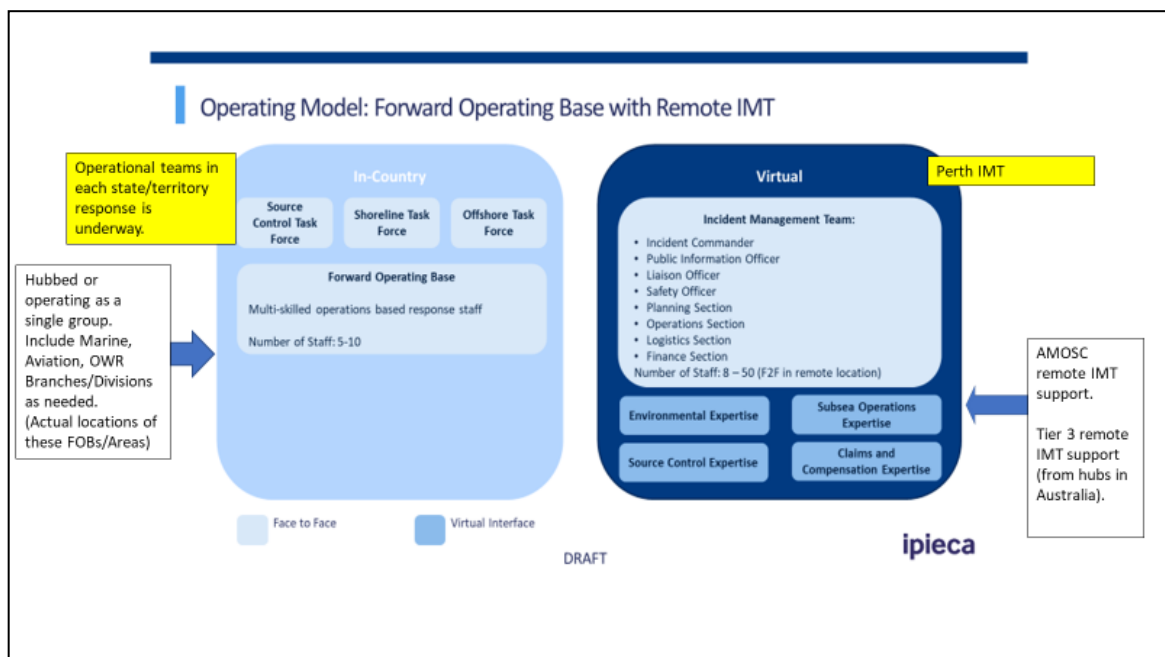 Operating Model: Forward Operating Base with Remote IMT
Operational teams in
each state/territory
response is
underway.
Hubbed or
operating as a
single group.
Include Marine,
Aviation, OWR
Branches/Divisions
as needed.
(Actual locations of
these FOBs/Areas)
In-Country
Source
Control Task
Force
Shoreline Task
Force
Offshore Task
Force
Forward Operating Base
Multi-skilled operations based response staff
Number of Staff: 5-10
Virtual
Perth IMT
Incident Management Team:
• Incident Commander
• Public Information Officer
• Liaison Officer
• Safety Officer
• Planning Section
• Operations Section
• Logistics Section
• Finance Section
Number of Staff: 8 – 50 (F2F in remote location)
Environmental Expertise
Subsea Operations
Expertise
Source Control Expertise
Claims and
Compensation Expertise
AMOSC
remote IMT
support.
Tier 3 remote
IMT support
(from hubs in
Australia).
Face to Face
Virtual Interface
DRAFT
ipieca